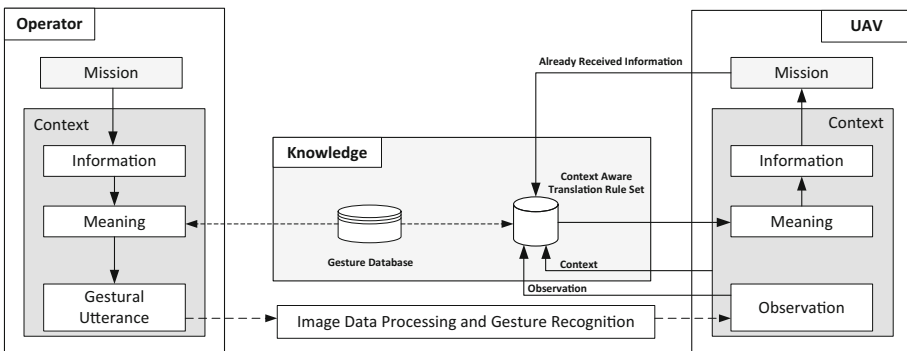 Operator
Mission
Context
Information
Meaning
Gestural
Utterance
Knowledge
Already Received Information
Context Aware
Translation Rule Set
Gesture Database
Context
Observation
Image Data Processing and Gesture Recognition
UAV
Mission
Context
Information
Meaning
Observation